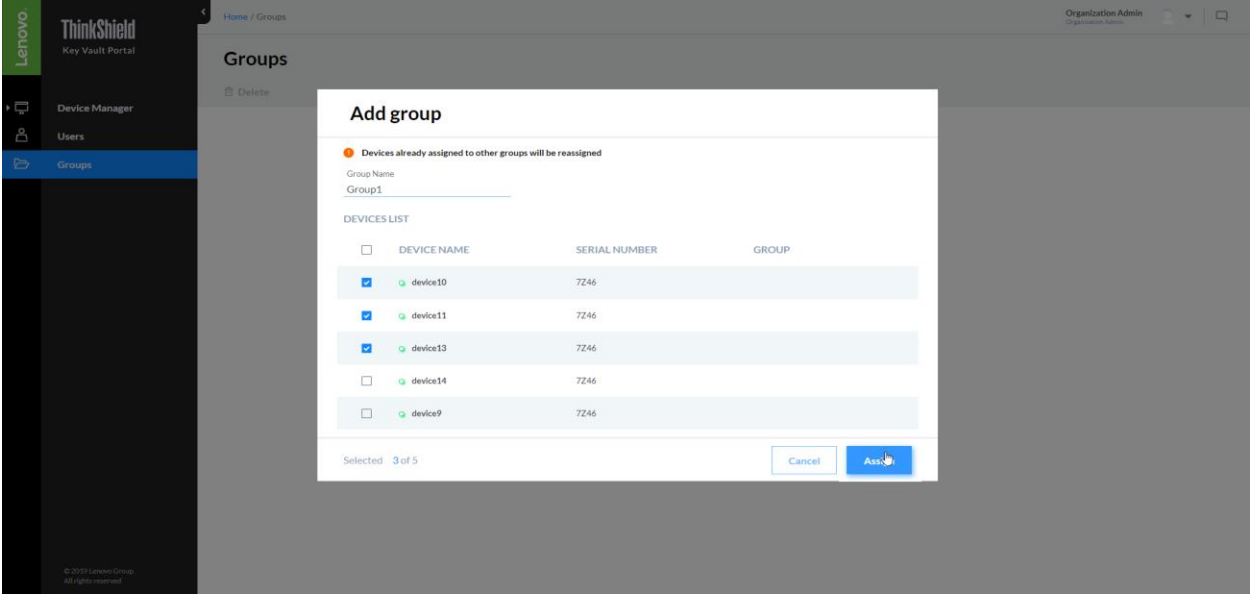 Lenovo.
ThinkShield
Key Vault Portal
Home / Groups
Organization Admin
Organization Admin
Groups
Delete
Device Manager
Users
Groups
Add group
Devices already assigned to other groups will be reassigned
Group Name
Group1
DEVICES LIST
DEVICE NAME SERIAL NUMBER GROUP
device10 7Z46
device11 7Z46
device13 7Z46
device14 7Z46
device9 7Z46
Selected 3 of 5
Cancel
© 2019 Lenovo Group.
All rights reserved